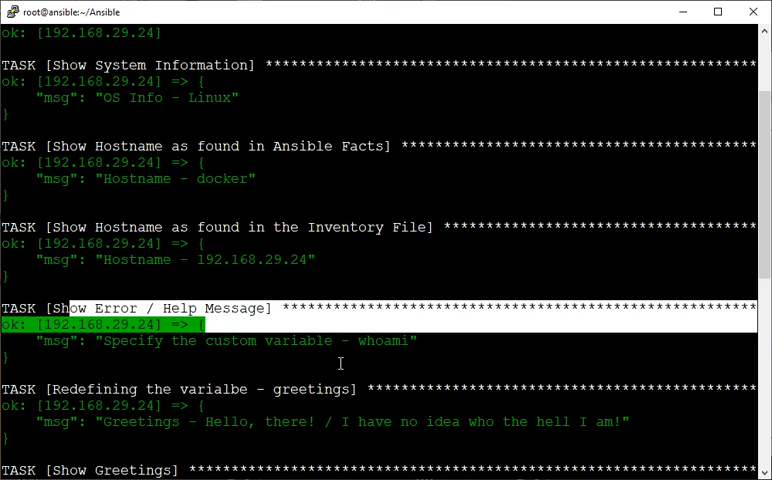 root@ansible:~/Ansible
ok: [192.168.29.24]
TASK [Show System Information] *********************************************************
ok: [192.168.29.24] => {
    "msg": "OS Info - Linux"
}
TASK [Show Hostname as found in Ansible Facts] *****************************************
ok: [192.168.29.24] => {
    "msg": "Hostname - docker"
}
TASK [Show Hostname as found in the Inventory File] ************************************
ok: [192.168.29.24] => {
    "msg": "Hostname - 192.168.29.24"
}
TASK [Show Error / Help Message] *******************************************************
ok: [192.168.29.24] => {
    "msg": "Specify the custom variable - whoami"
}
TASK [Redefining the varialbe - greetings] *********************************************
ok: [192.168.29.24] => {
    "msg": "Greetings - Hello, there! / I have no idea who the hell I am!"
}
TASK [Show Greetings] ******************************************************************